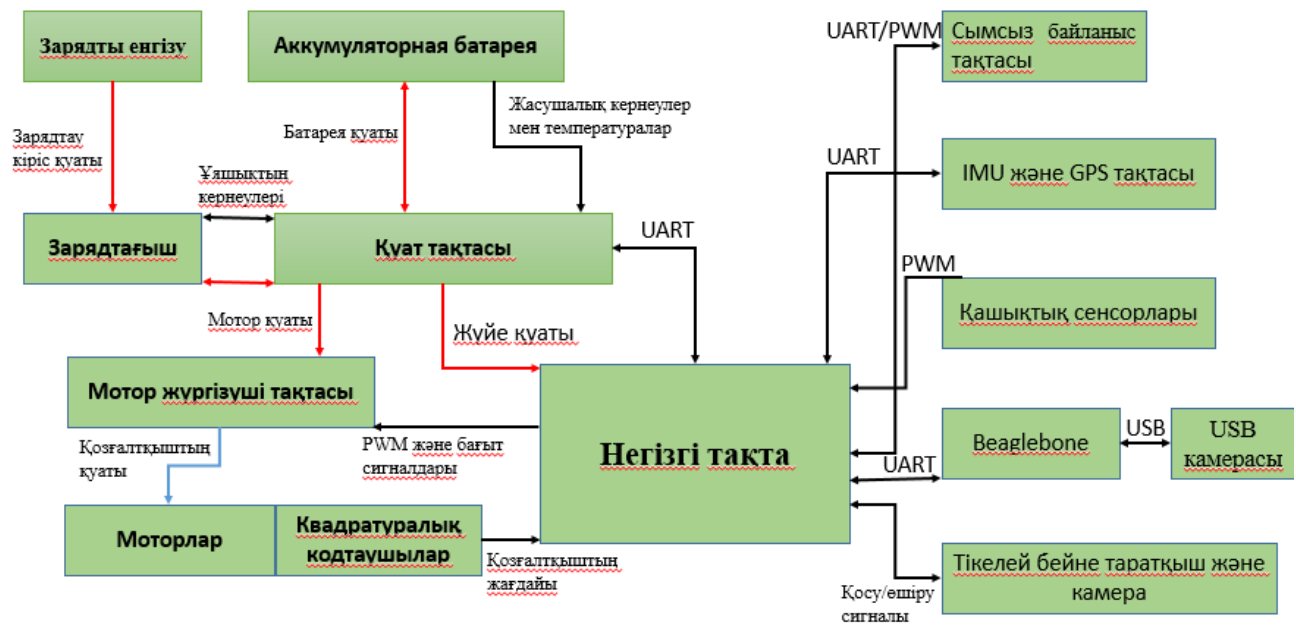 Зарядты енгізу
Аккумуляторная батарея
UART/PWM
Сымсыз байланыс
тақтасы
Зарядтау
кіріс қуаты
Батарея қуаты
Жасушалық кернеулер
мен температуралар
UART
IMU және GPS тақтасы
Ұяшықтың
кернеулері
Зарядтағыш
Қуат тақтасы
UART
PWM
Қашықтық сенсорлары
Мотор қуаты
Жүйе қуаты
Мотор жүргізуші тақтасы
Негізгі тақта
Қозғалтқыштың
қуаты
PWM және бағыт
сигналдары
UART
Beaglebone
USB
USB
камерасы
Моторлар
Квадратуралық
кодтаушылар
Қозғалтқыштың
жағдайы
Қосу/өшіру
сигналы
Тікелей бейне таратқыш және
камера